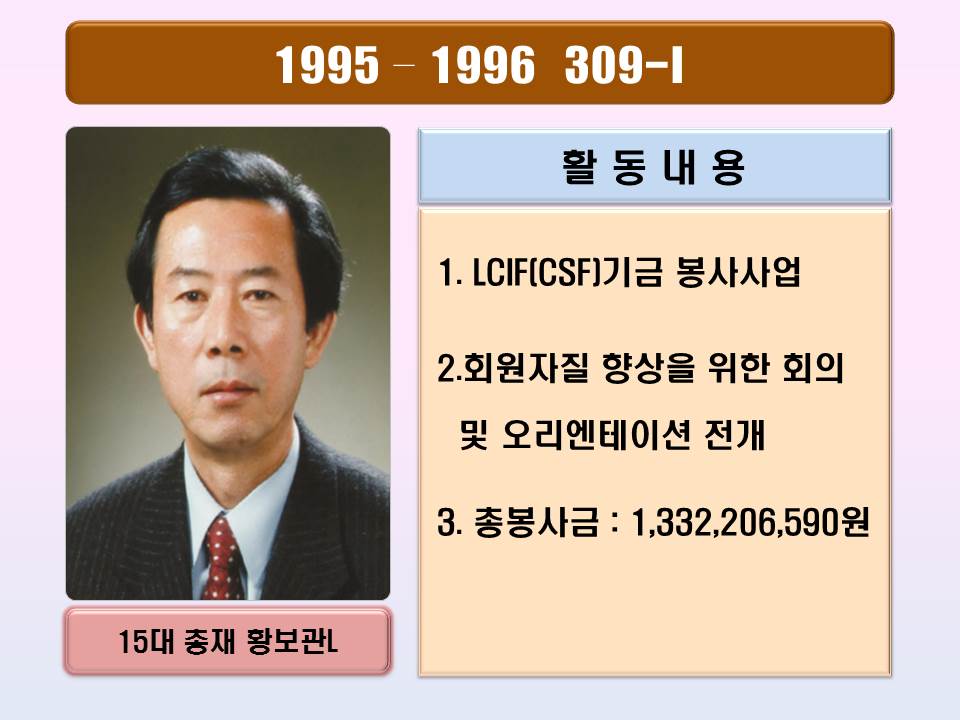 1995 – 1996 309-I
활 동 내 용
1. LCIF(CSF)기금 봉사사업
2.회원자질 향상을 위한 회의
및 오리엔테이션 전개
3. 총봉사금 : 1,332,206,590원
15대 총재 황보관L